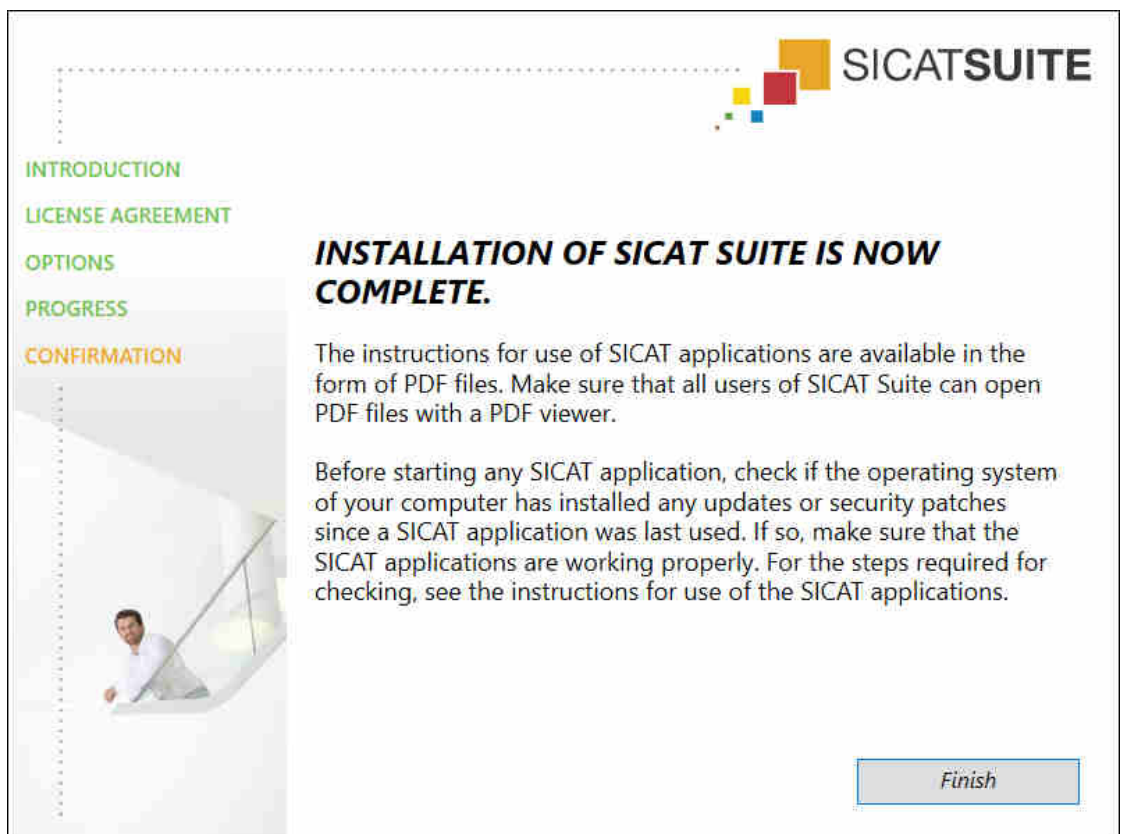 SICATSUITE
INTRODUCTION
LICENSE AGREEMENT
OPTIONS
PROGRESS
CONFIRMATION
INSTALLATION OF SICAT SUITE IS NOW
COMPLETE.
The instructions for use of SICAT applications are available in the
form of PDF files. Make sure that all users of SICAT Suite can open
PDF files with a PDF viewer.
Before starting any SICAT application, check if the operating system
of your computer has installed any updates or security patches
since a SICAT application was last used. If so, make sure that the
SICAT applications are working properly. For the steps required for
checking, see the instructions for use of the SICAT applications.
Finish